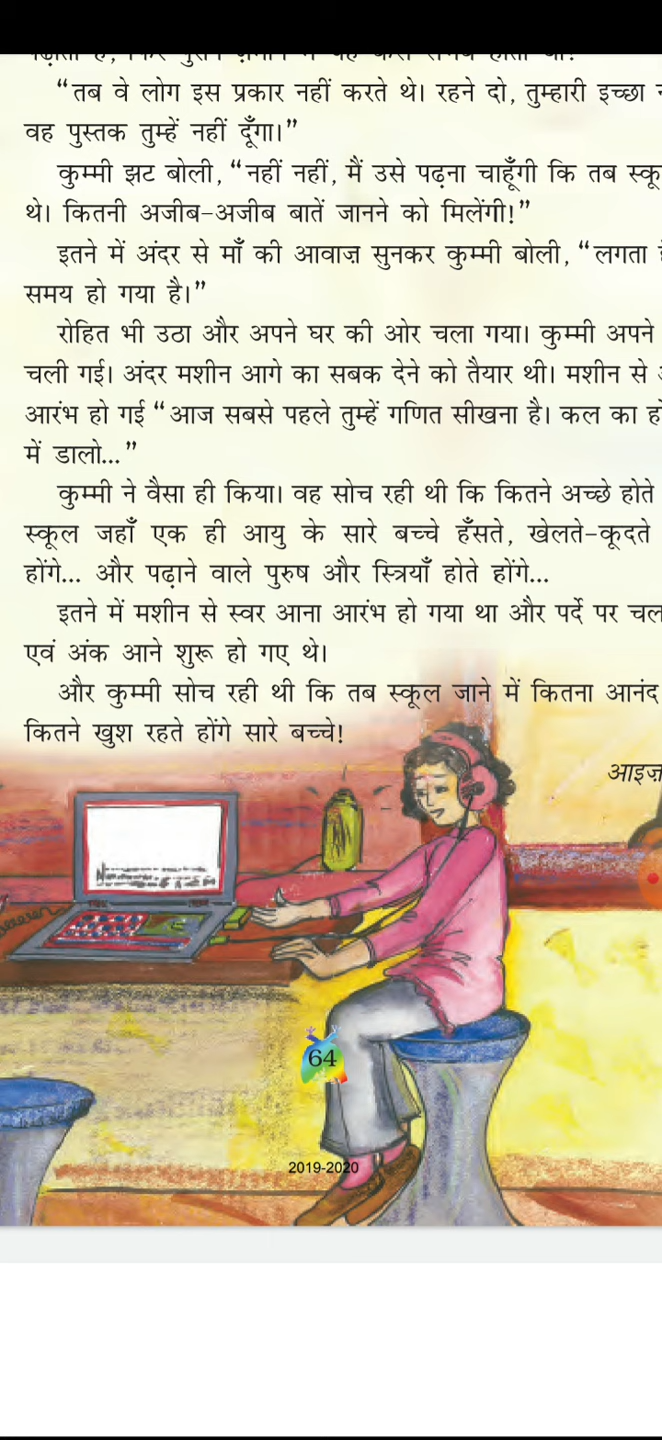 “तब वे लोग इस प्रकार नहीं करते थे। रहने दो, तुम्हारी इच्छा
वह पुस्तक तुम्हें नहीं दूँगा।”
कुम्मी झट बोली, “नहीं नहीं, मैं उसे पढ़ना चाहूँगी कि तब
थे। कितनी अजीब-अजीब बातें जानने को मिलेंगी!”
इतने में अंदर से माँ की आवाज़ सुनकर कुम्मी बोली, “लगता
समय हो गया है।”
रोहित भी उठा और अपने घर की ओर चला गया। कुम्मी अपने
चली गई। अंदर मशीन आगे का सबक देने को तैयार थी। मशीन से
आरंभ हो गई “आज सबसे पहले तुम्हें गणित सीखना है। कल का
में डालो...”
कुम्मी ने वैसा ही किया। वह सोच रही थी कि कितने अच्छे होते
स्कूल जहाँ एक ही आयु के सारे बच्चे हँसते, खेलते-कूदते
होंगे... और पढ़ाने वाले पुरुष और स्त्रियाँ होते होंगे...
इतने में मशीन से स्वर आना आरंभ हो गया था और पर्दे पर
एवं अंक आने शुरू हो गए थे।
और कुम्मी सोच रही थी कि तब स्कूल जाने में कितना आनंद
कितने खुश रहते होंगे सारे बच्चे!
64
2019-2020